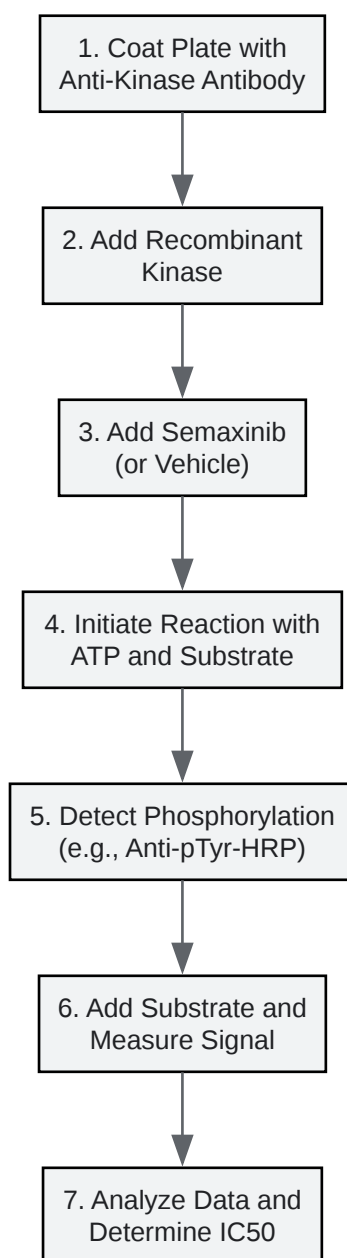 1. Coat Plate with
Anti-Kinase Antibody
2. Add Recombinant
Kinase
3. Add Semaxinib
(or Vehicle)
4. Initiate Reaction with
ATP and Substrate
5. Detect Phosphorylation
(e.g., Anti-pTyr-HRP)
6. Add Substrate and
Measure Signal
7. Analyze Data and
Determine IC50